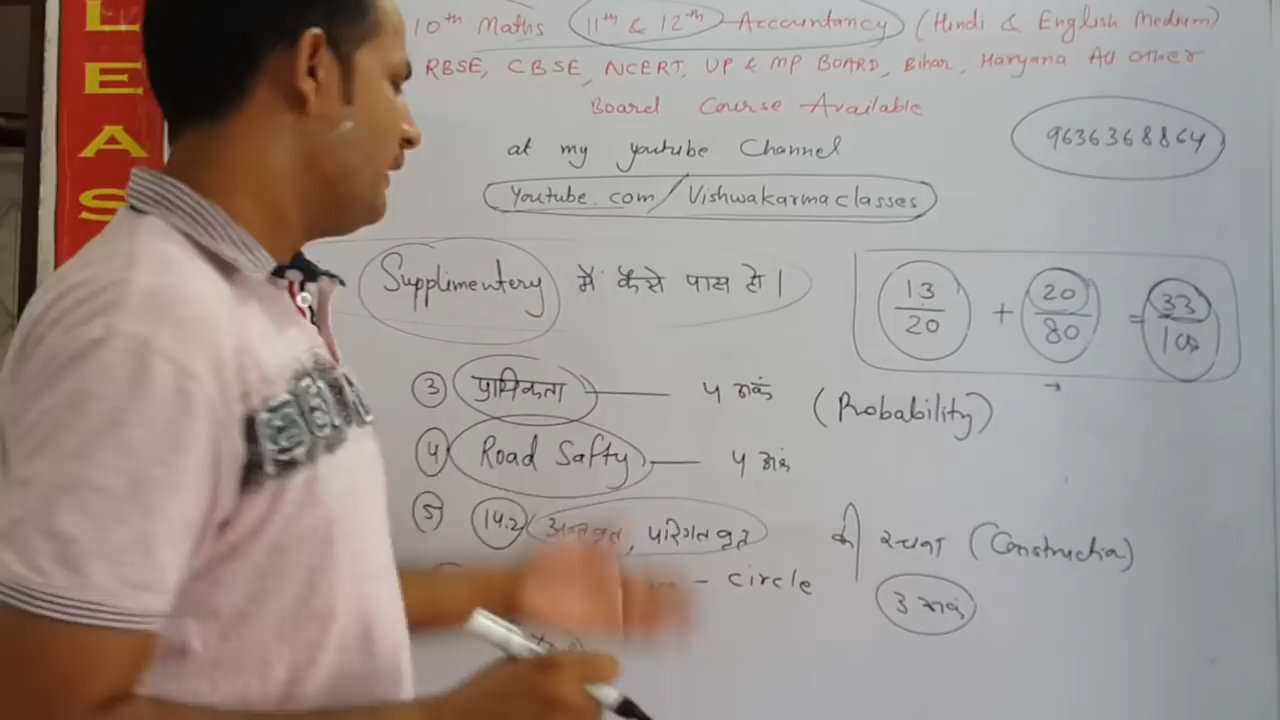 L
E
A
S
10th Maths 11th & 12th Accountancy (Hindi & English Medium)
RBSE, CBSE, NCERT, UP & MP BOARD, Bihar, Haryana All other
Board Course Available
at my youtube Channel
9636368864
Youtube.com/Vishwakarmaclasses
Supplimentery में कैसे पास हो।
13/20 + 20/80 = 33/100
③ प्रायिकता — 4 अंकं (Probability)
④ Road Safty — 4 अंकं
⑤ 14.2 अन्तवृत, परिगतवृत की रचना (Construction)
- circle
3 अंकं